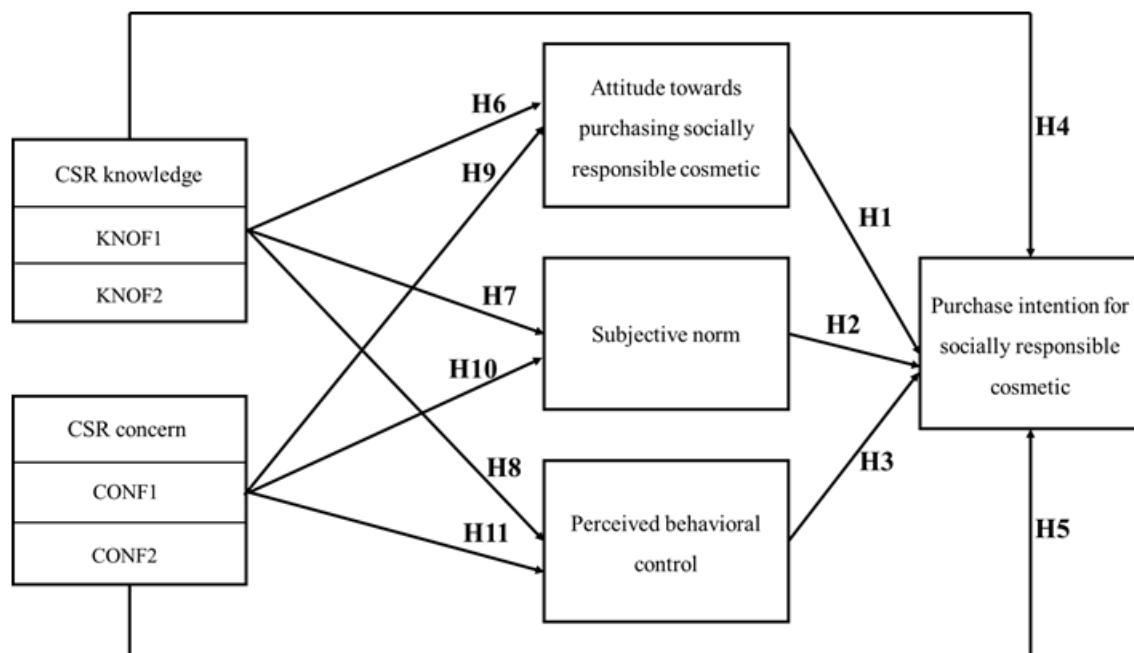 CSR knowledge
KNOF1
KNOF2
CSR concern
CONF1
CONF2
H6
H9
H7
H10
H8
H11
Attitude towards
purchasing socially
responsible cosmetic
Subjective norm
Perceived behavioral
control
H1
H2
H3
H4
Purchase intention for
socially responsible
cosmetic
H5